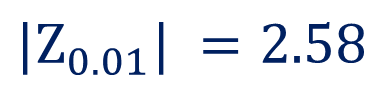 |Z₀.₀₁| = 2.58